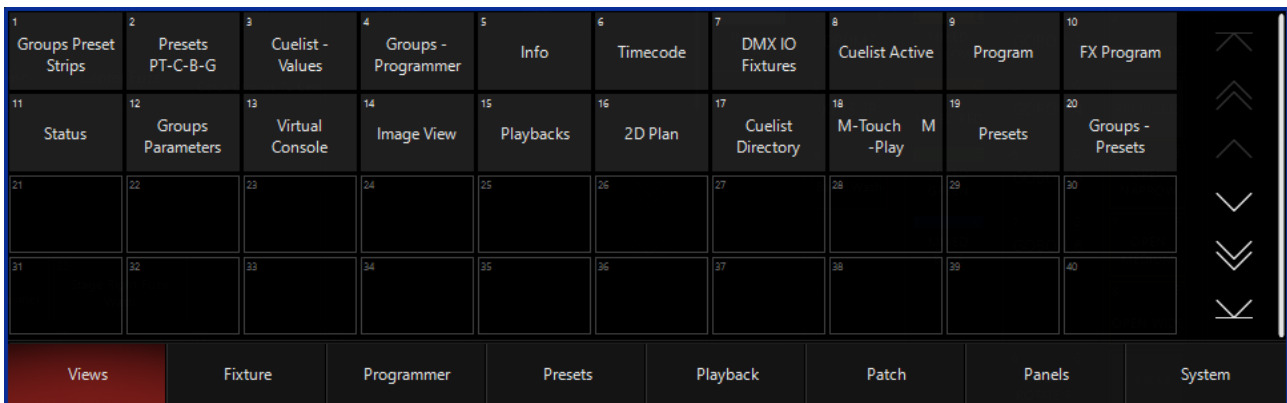 1 2 3 4 5 6 7 8 9 10
Groups Preset Strips Presets PT-C-B-G Cuelist - Values Groups - Programmer Info Timecode DMX IO Fixtures Cuelist Active Program FX Program
11 12 13 14 15 16 17 18 19 20
Status Groups Parameters Virtual Console Image View Playbacks 2D Plan Cuelist Directory M-Touch M -Play Presets Groups - Presets
21 22 23 24 25 26 27 28 29 30
31 32 33 34 35 36 37 38 39 40
Views Fixture Programmer Presets Playback Patch Panels System